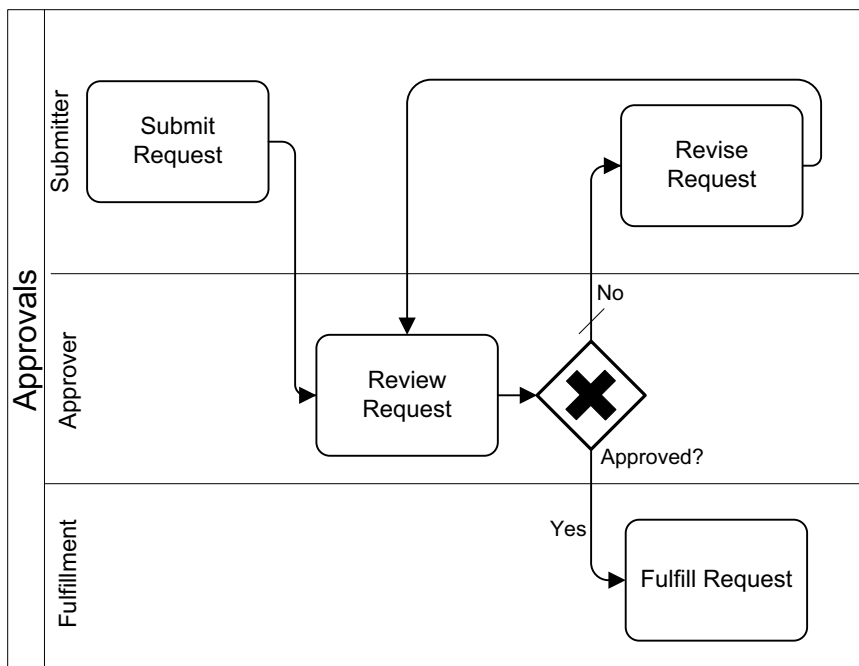 Approvals
Submitter
Submit
Request
Revise
Request
No
Approver
Review
Request
Approved?
Yes
Fulfillment
Fulfill Request